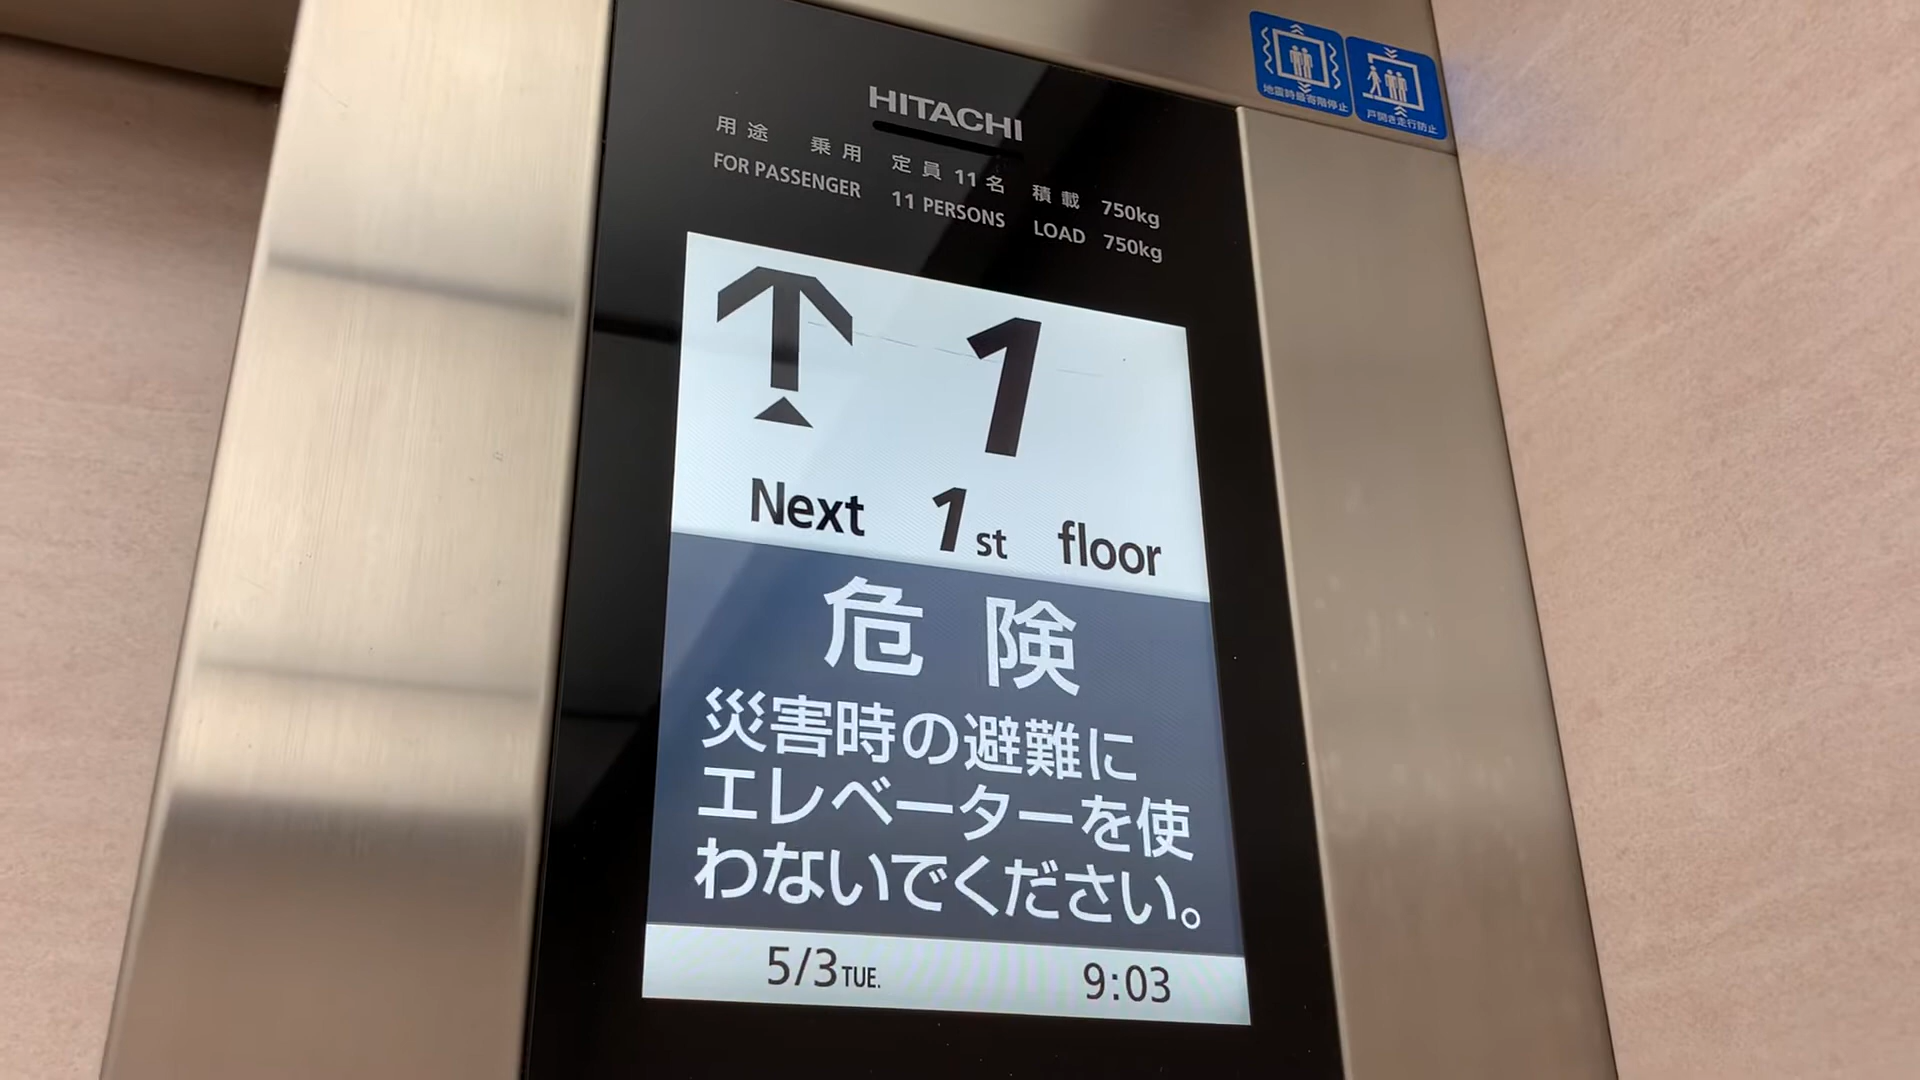 HITACHI
用途 乗用 定員 11名 積載 750kg
FOR PASSENGER 11 PERSONS LOAD 750kg
地震時最寄階停止
戸開き走行防止
1
Next 1st floor
危険
災害時の避難に
エレベーターを使
わないでください。
5/3 TUE. 9:03